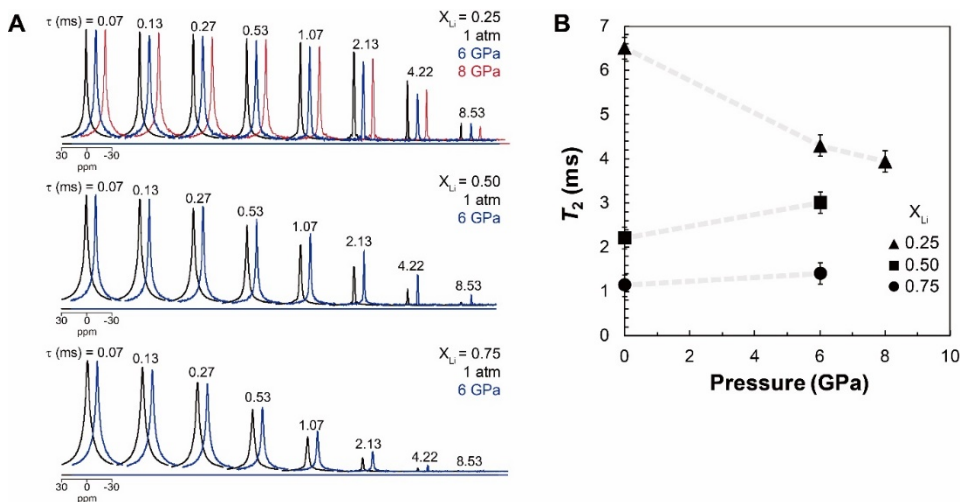 A
τ (ms) = 0.07 0.13 0.27 0.53 1.07 2.13 4.22 8.53
X_Li = 0.25
1 atm
6 GPa
8 GPa
30 0 -30
ppm
τ (ms) = 0.07 0.13 0.27 0.53 1.07 2.13 4.22 8.53
X_Li = 0.50
1 atm
6 GPa
30 0 -30
ppm
τ (ms) = 0.07 0.13 0.27 0.53 1.07 2.13 4.22 8.53
X_Li = 0.75
1 atm
6 GPa
30 0 -30
ppm
B
T_2 (ms)
7
6
5
4
3
2
1
0
X_Li
0.25
0.50
0.75
0 2 4 6 8 10
Pressure (GPa)